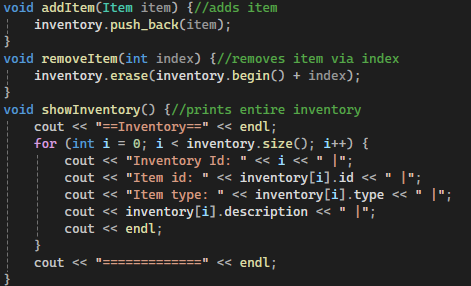 void addItem(Item item) {//adds item
    inventory.push_back(item);
}
void removeItem(int index) {//removes item via index
    inventory.erase(inventory.begin() + index);
}
void showInventory() {//prints entire inventory
    cout << "==Inventory==" << endl;
    for (int i = 0; i < inventory.size(); i++) {
        cout << "Inventory Id: " << i << " |";
        cout << "Item id: " << inventory[i].id << " |";
        cout << "Item type: " << inventory[i].type << " |";
        cout << inventory[i].description << " |";
        cout << endl;
    }
    cout << "=============" << endl;
}